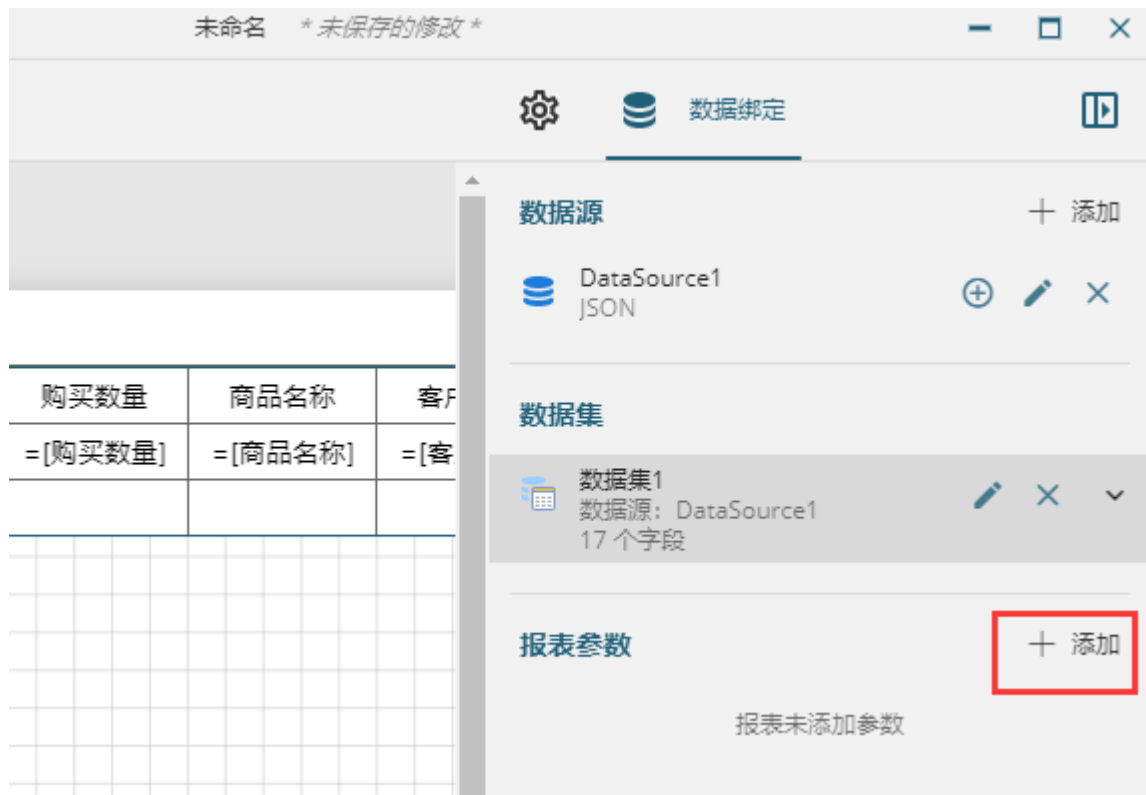 未命名 * 未保存的修改 *
数据绑定
数据源 添加
DataSource1
JSON
购买数量 商品名称
=[购买数量] =[商品名称] =[客
数据集
数据集1
数据源: DataSource1
17 个字段
报表参数 添加
报表未添加参数